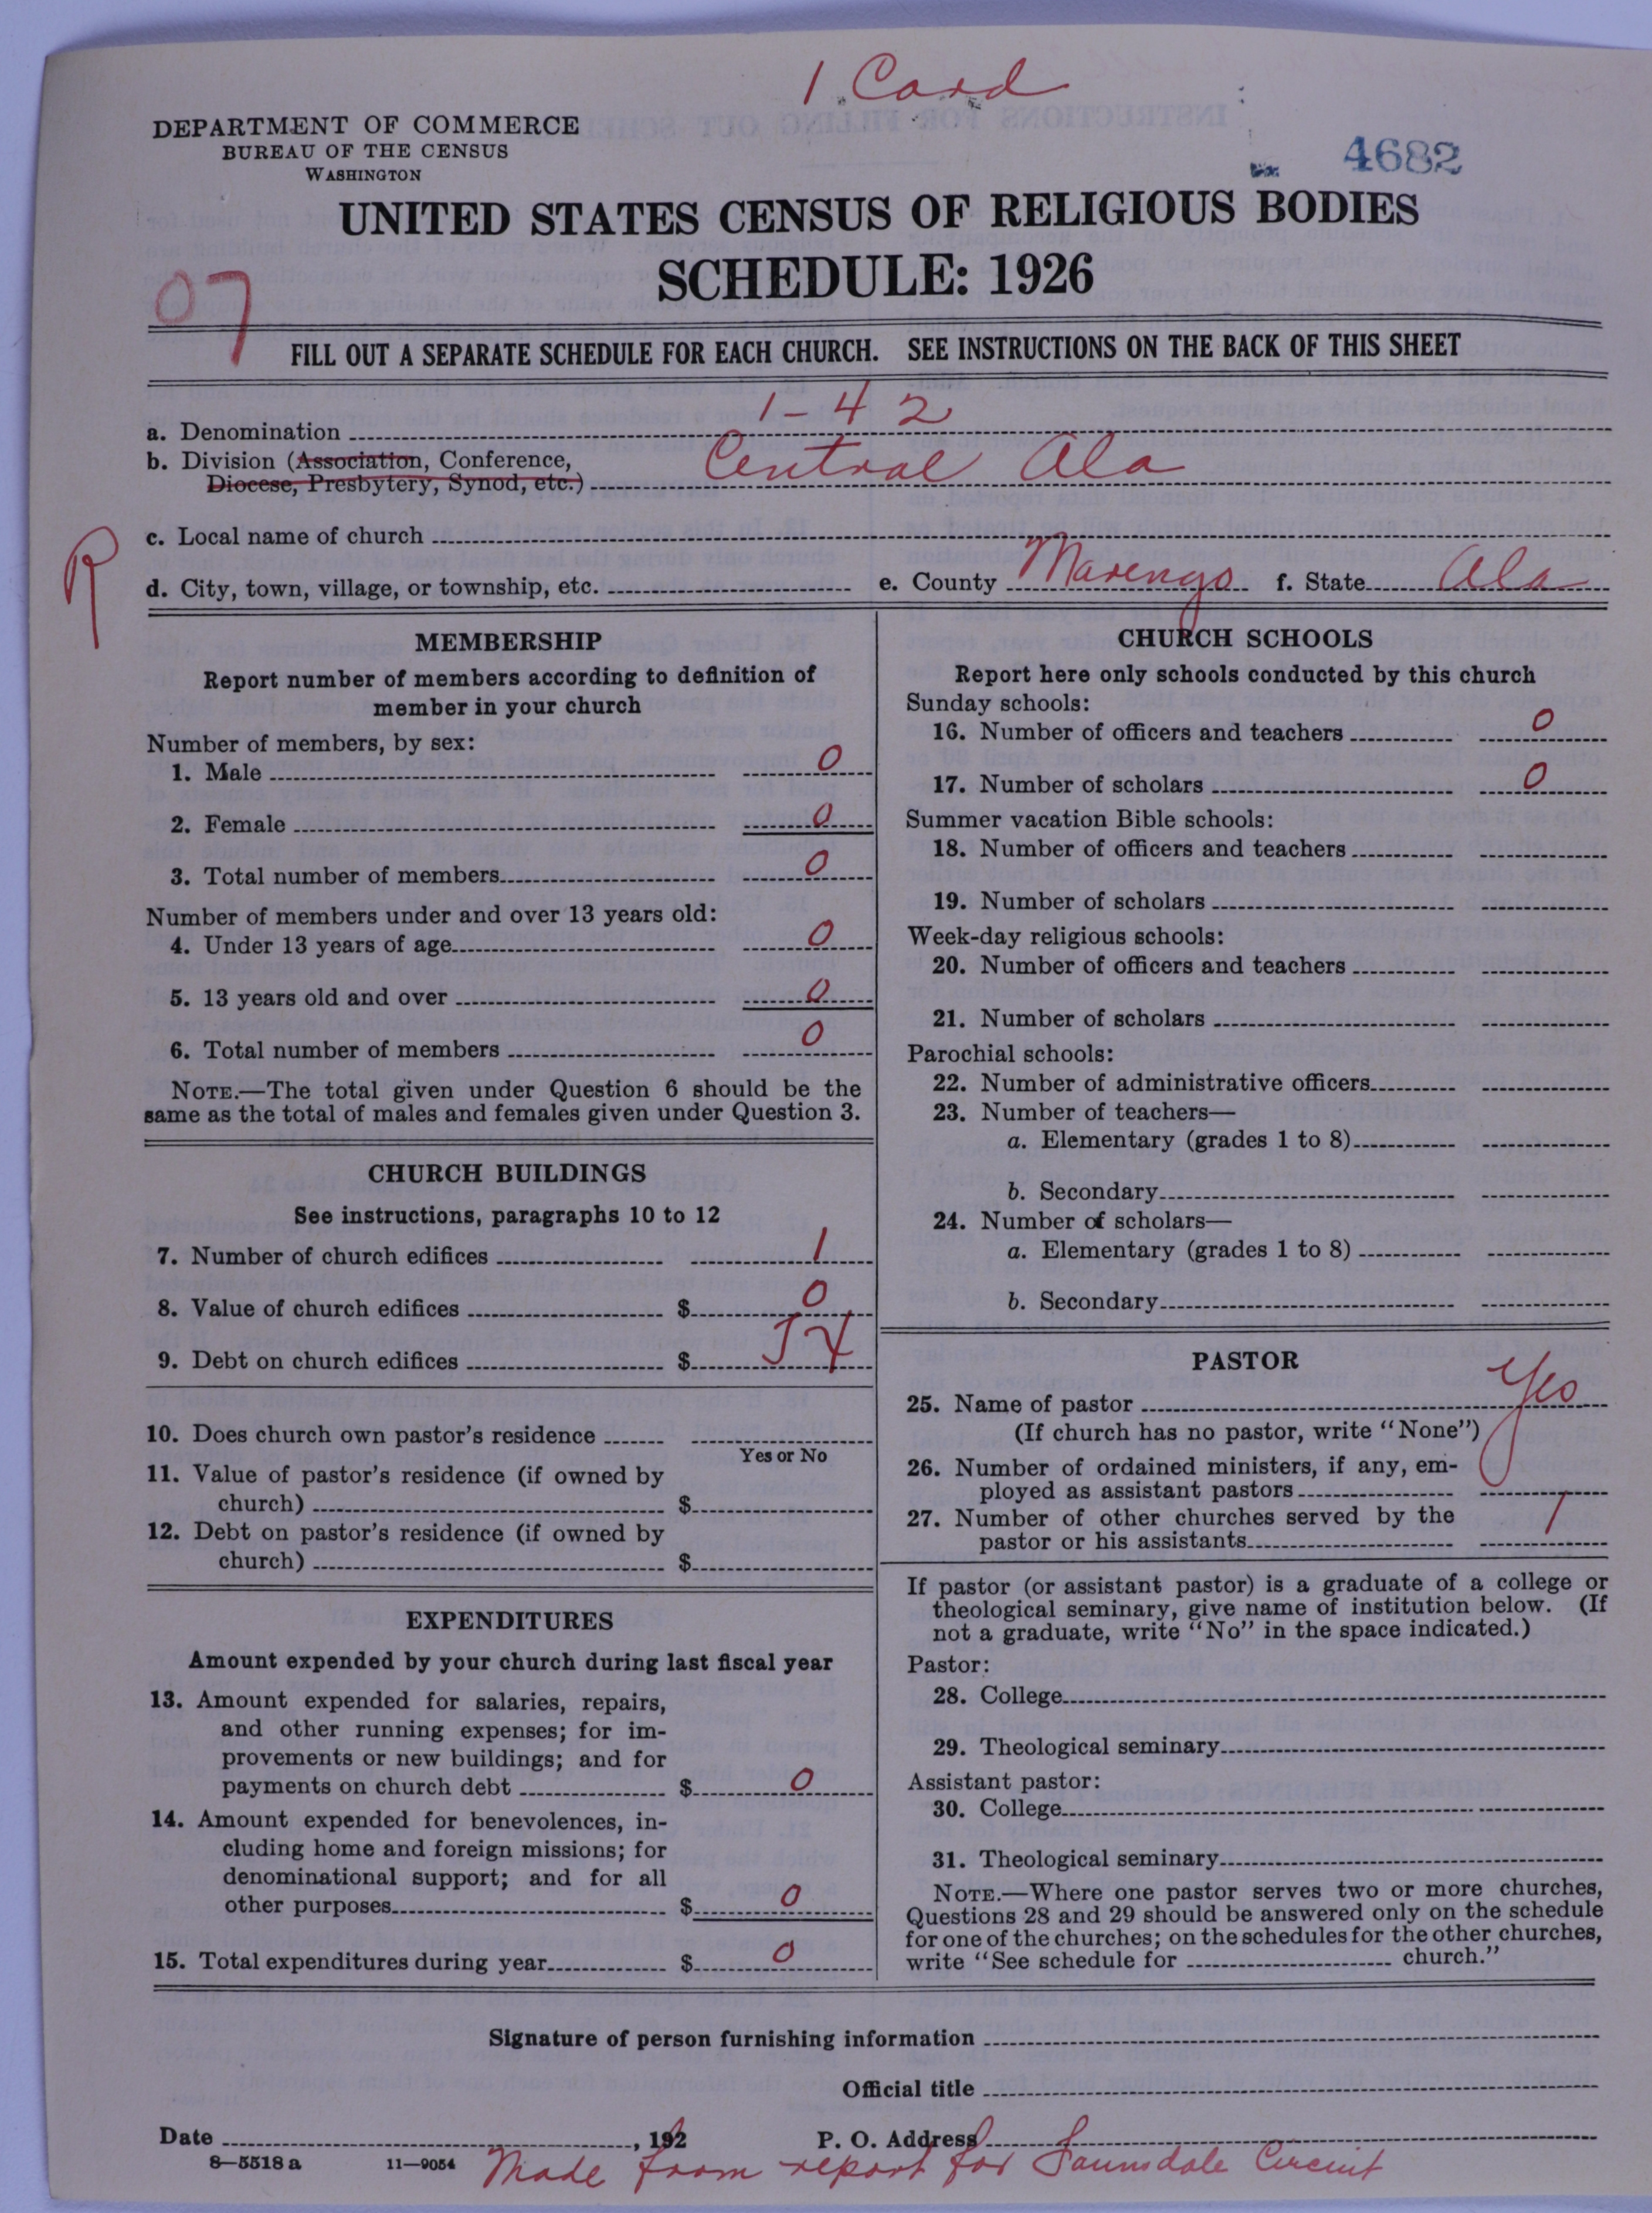 1 Card
DEPARTMENT OF COMMERCE
BUREAU OF THE CENSUS
WASHINGTON
4682
UNITED STATES CENSUS OF RELIGIOUS BODIES
SCHEDULE: 1926
07
FILL OUT A SEPARATE SCHEDULE FOR EACH CHURCH. SEE INSTRUCTIONS ON THE BACK OF THIS SHEET
a. Denomination 1-42
b. Division (Association, Conference,
Diocese, Presbytery, Synod, etc.) Central Ala
c. Local name of church
R
d. City, town, village, or township, etc. e. County Marengo f. State Ala
MEMBERSHIP
Report number of members according to definition of
member in your church
Number of members, by sex:
1. Male 0
2. Female 0
3. Total number of members 0
Number of members under and over 13 years old:
4. Under 13 years of age 0
5. 13 years old and over 0
6. Total number of members 0
NOTE.—The total given under Question 6 should be the
same as the total of males and females given under Question 3.
CHURCH BUILDINGS
See instructions, paragraphs 10 to 12
7. Number of church edifices 1
8. Value of church edifices $ 0
9. Debt on church edifices $
10. Does church own pastor's residence
Yes or No
11. Value of pastor's residence (if owned by
church) $
12. Debt on pastor's residence (if owned by
church) $
EXPENDITURES
Amount expended by your church during last fiscal year
13. Amount expended for salaries, repairs,
and other running expenses; for im-
provements or new buildings; and for
payments on church debt $ 0
14. Amount expended for benevolences, in-
cluding home and foreign missions; for
denominational support; and for all
other purposes $ 0
15. Total expenditures during year $ 0
CHURCH SCHOOLS
Report here only schools conducted by this church
Sunday schools:
16. Number of officers and teachers 0
17. Number of scholars 0
Summer vacation Bible schools:
18. Number of officers and teachers
19. Number of scholars
Week-day religious schools:
20. Number of officers and teachers
21. Number of scholars
Parochial schools:
22. Number of administrative officers
23. Number of teachers—
a. Elementary (grades 1 to 8)
b. Secondary
24. Number of scholars—
a. Elementary (grades 1 to 8)
b. Secondary
PASTOR
25. Name of pastor Yes
(If church has no pastor, write "None")
26. Number of ordained ministers, if any, em-
ployed as assistant pastors
27. Number of other churches served by the
pastor or his assistants 1
If pastor (or assistant pastor) is a graduate of a college or
theological seminary, give name of institution below. (If
not a graduate, write "No" in the space indicated.)
Pastor:
28. College
29. Theological seminary
Assistant pastor:
30. College
31. Theological seminary
NOTE.—Where one pastor serves two or more churches,
Questions 28 and 29 should be answered only on the schedule
for one of the churches; on the schedules for the other churches,
write "See schedule for church."
Signature of person furnishing information
Official title
Date , 192 P. O. Address
8—5518 a 11—9054 Made from report for Faunsdale Circuit